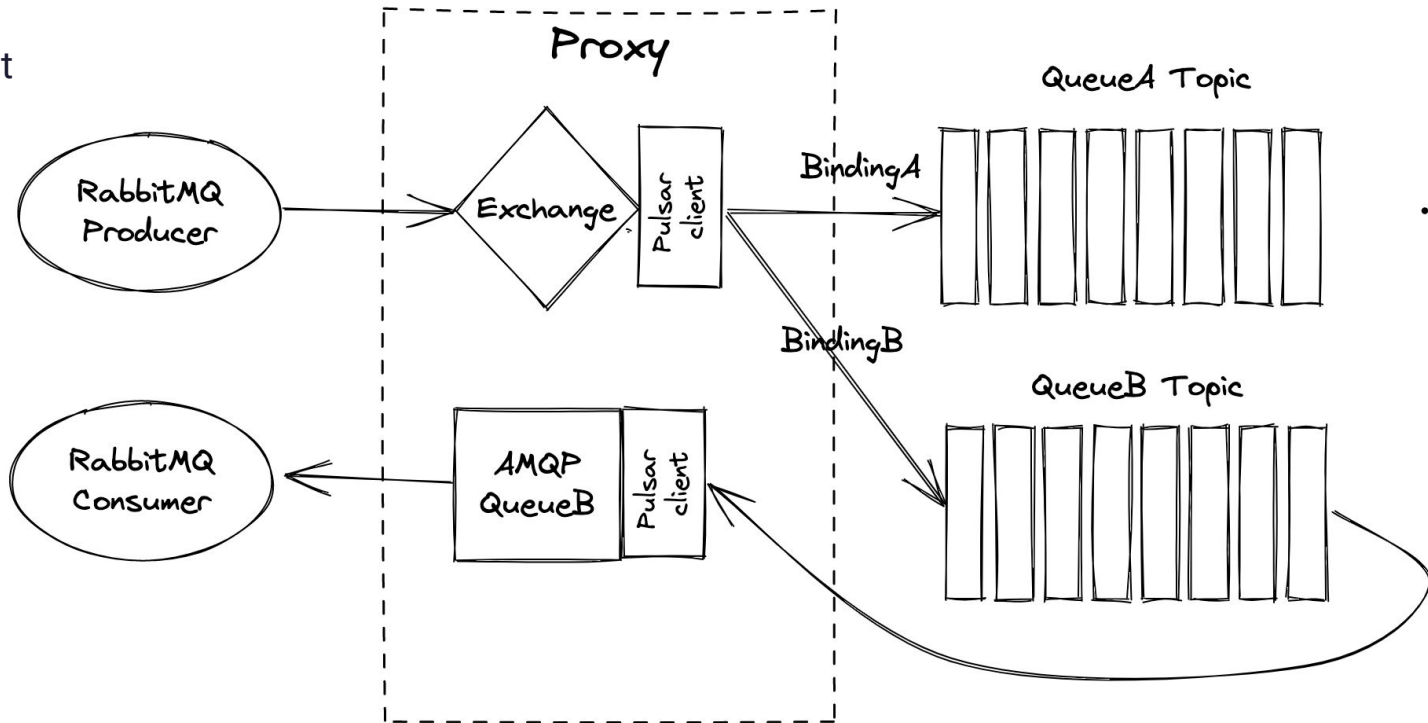 t
Proxy
QueueA Topic
RabbitMQ
Producer
Exchange
Pulsar
client
BindingA
BindingB
QueueB Topic
RabbitMQ
Consumer
AMQP
QueueB
Pulsar
client